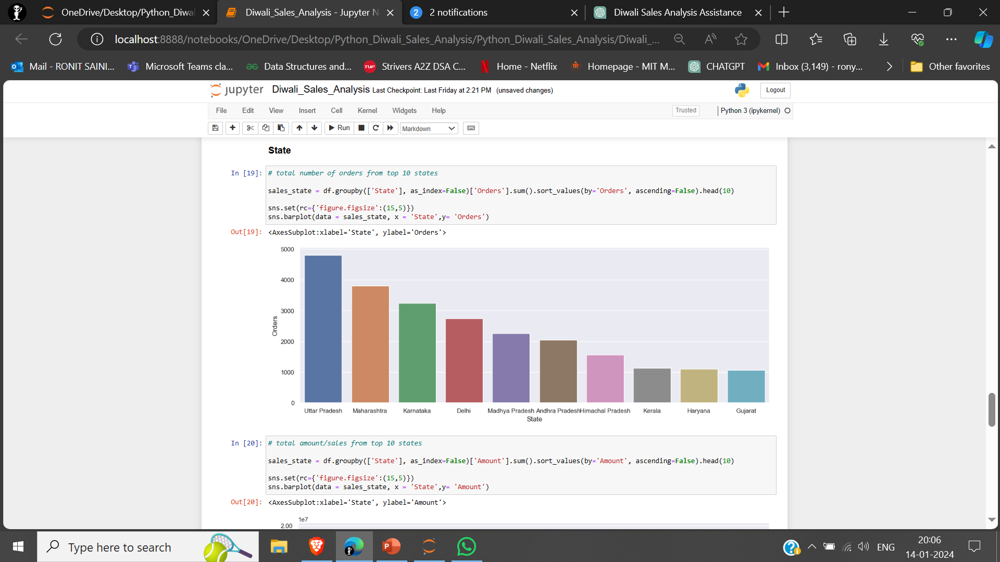 OneDrive/Desktop/Python_Diwal
Diwali_Sales_Analysis - Jupyter N
2 2 notifications
Diwali Sales Analysis Assistance
localhost:8888/notebooks/OneDrive/Desktop/Python_Diwali_Sales_Analysis/Python_Diwali_Sales_Analysis/Diwali_...
Mail - RONIT SAINI...
Microsoft Teams cla...
Data Structures and...
TUF Strivers A2Z DSA C...
Home - Netflix
Homepage - MIT M...
CHATGPT
Inbox (3,149) - rony...
Other favorites
jupyter Diwali_Sales_Analysis Last Checkpoint: Last Friday at 2:21 PM (unsaved changes)
Logout
File Edit View Insert Cell Kernel Widgets Help
Trusted
Python 3 (ipykernel)
Run
Markdown
State
In [19]: # total number of orders from top 10 states
sales_state = df.groupby(['State'], as_index=False)['Orders'].sum().sort_values(by='Orders', ascending=False).head(10)
sns.set(rc={'figure.figsize':(15,5)})
sns.barplot(data = sales_state, x = 'State',y= 'Orders')
Out[19]: <AxesSubplot:xlabel='State', ylabel='Orders'>
5000
4000
3000
2000
1000
0
Orders
Uttar Pradesh Maharashtra Karnataka Delhi Madhya Pradesh Andhra Pradesh Himachal Pradesh Kerala Haryana Gujarat
State
In [20]: # total amount/sales from top 10 states
sales_state = df.groupby(['State'], as_index=False)['Amount'].sum().sort_values(by='Amount', ascending=False).head(10)
sns.set(rc={'figure.figsize':(15,5)})
sns.barplot(data = sales_state, x = 'State',y= 'Amount')
Out[20]: <AxesSubplot:xlabel='State', ylabel='Amount'>
1e7
2.00
Type here to search
ENG
20:06
14-01-2024